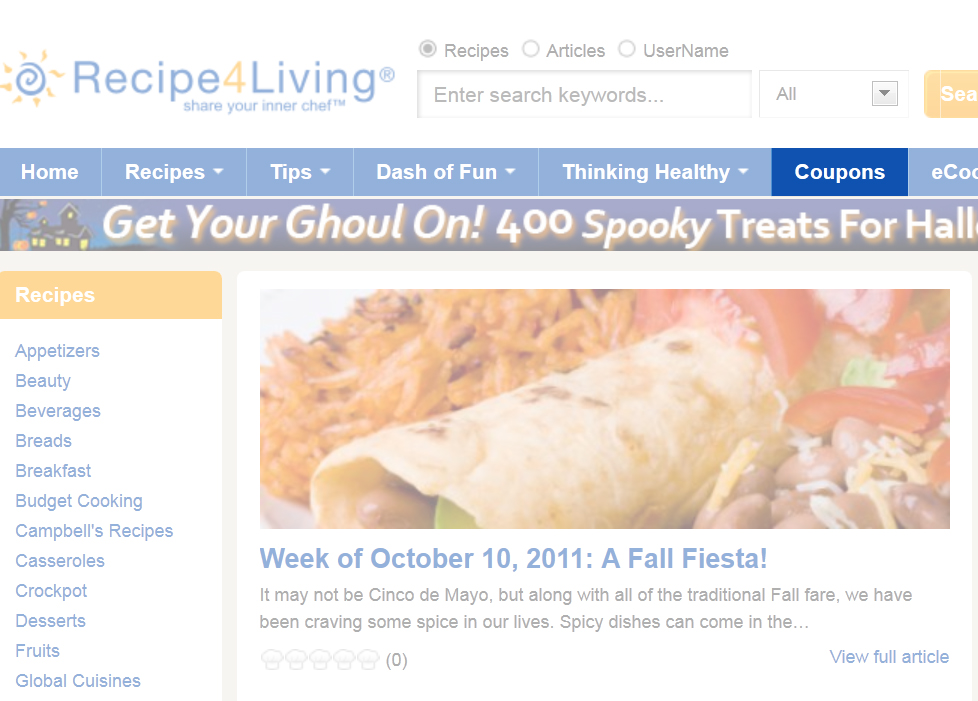 Recipe4Living®
share your inner chef™
Recipes Articles UserName
Enter search keywords... All
Home Recipes Tips Dash of Fun Thinking Healthy Coupons
Get Your Ghoul On! 400 Spooky Treats For
Recipes
Appetizers
Beauty
Beverages
Breads
Breakfast
Budget Cooking
Campbell's Recipes
Casseroles
Crockpot
Desserts
Fruits
Global Cuisines
Week of October 10, 2011: A Fall Fiesta!
It may not be Cinco de Mayo, but along with all of the traditional Fall fare, we have
been craving some spice in our lives. Spicy dishes can come in the…
(0)
View full article